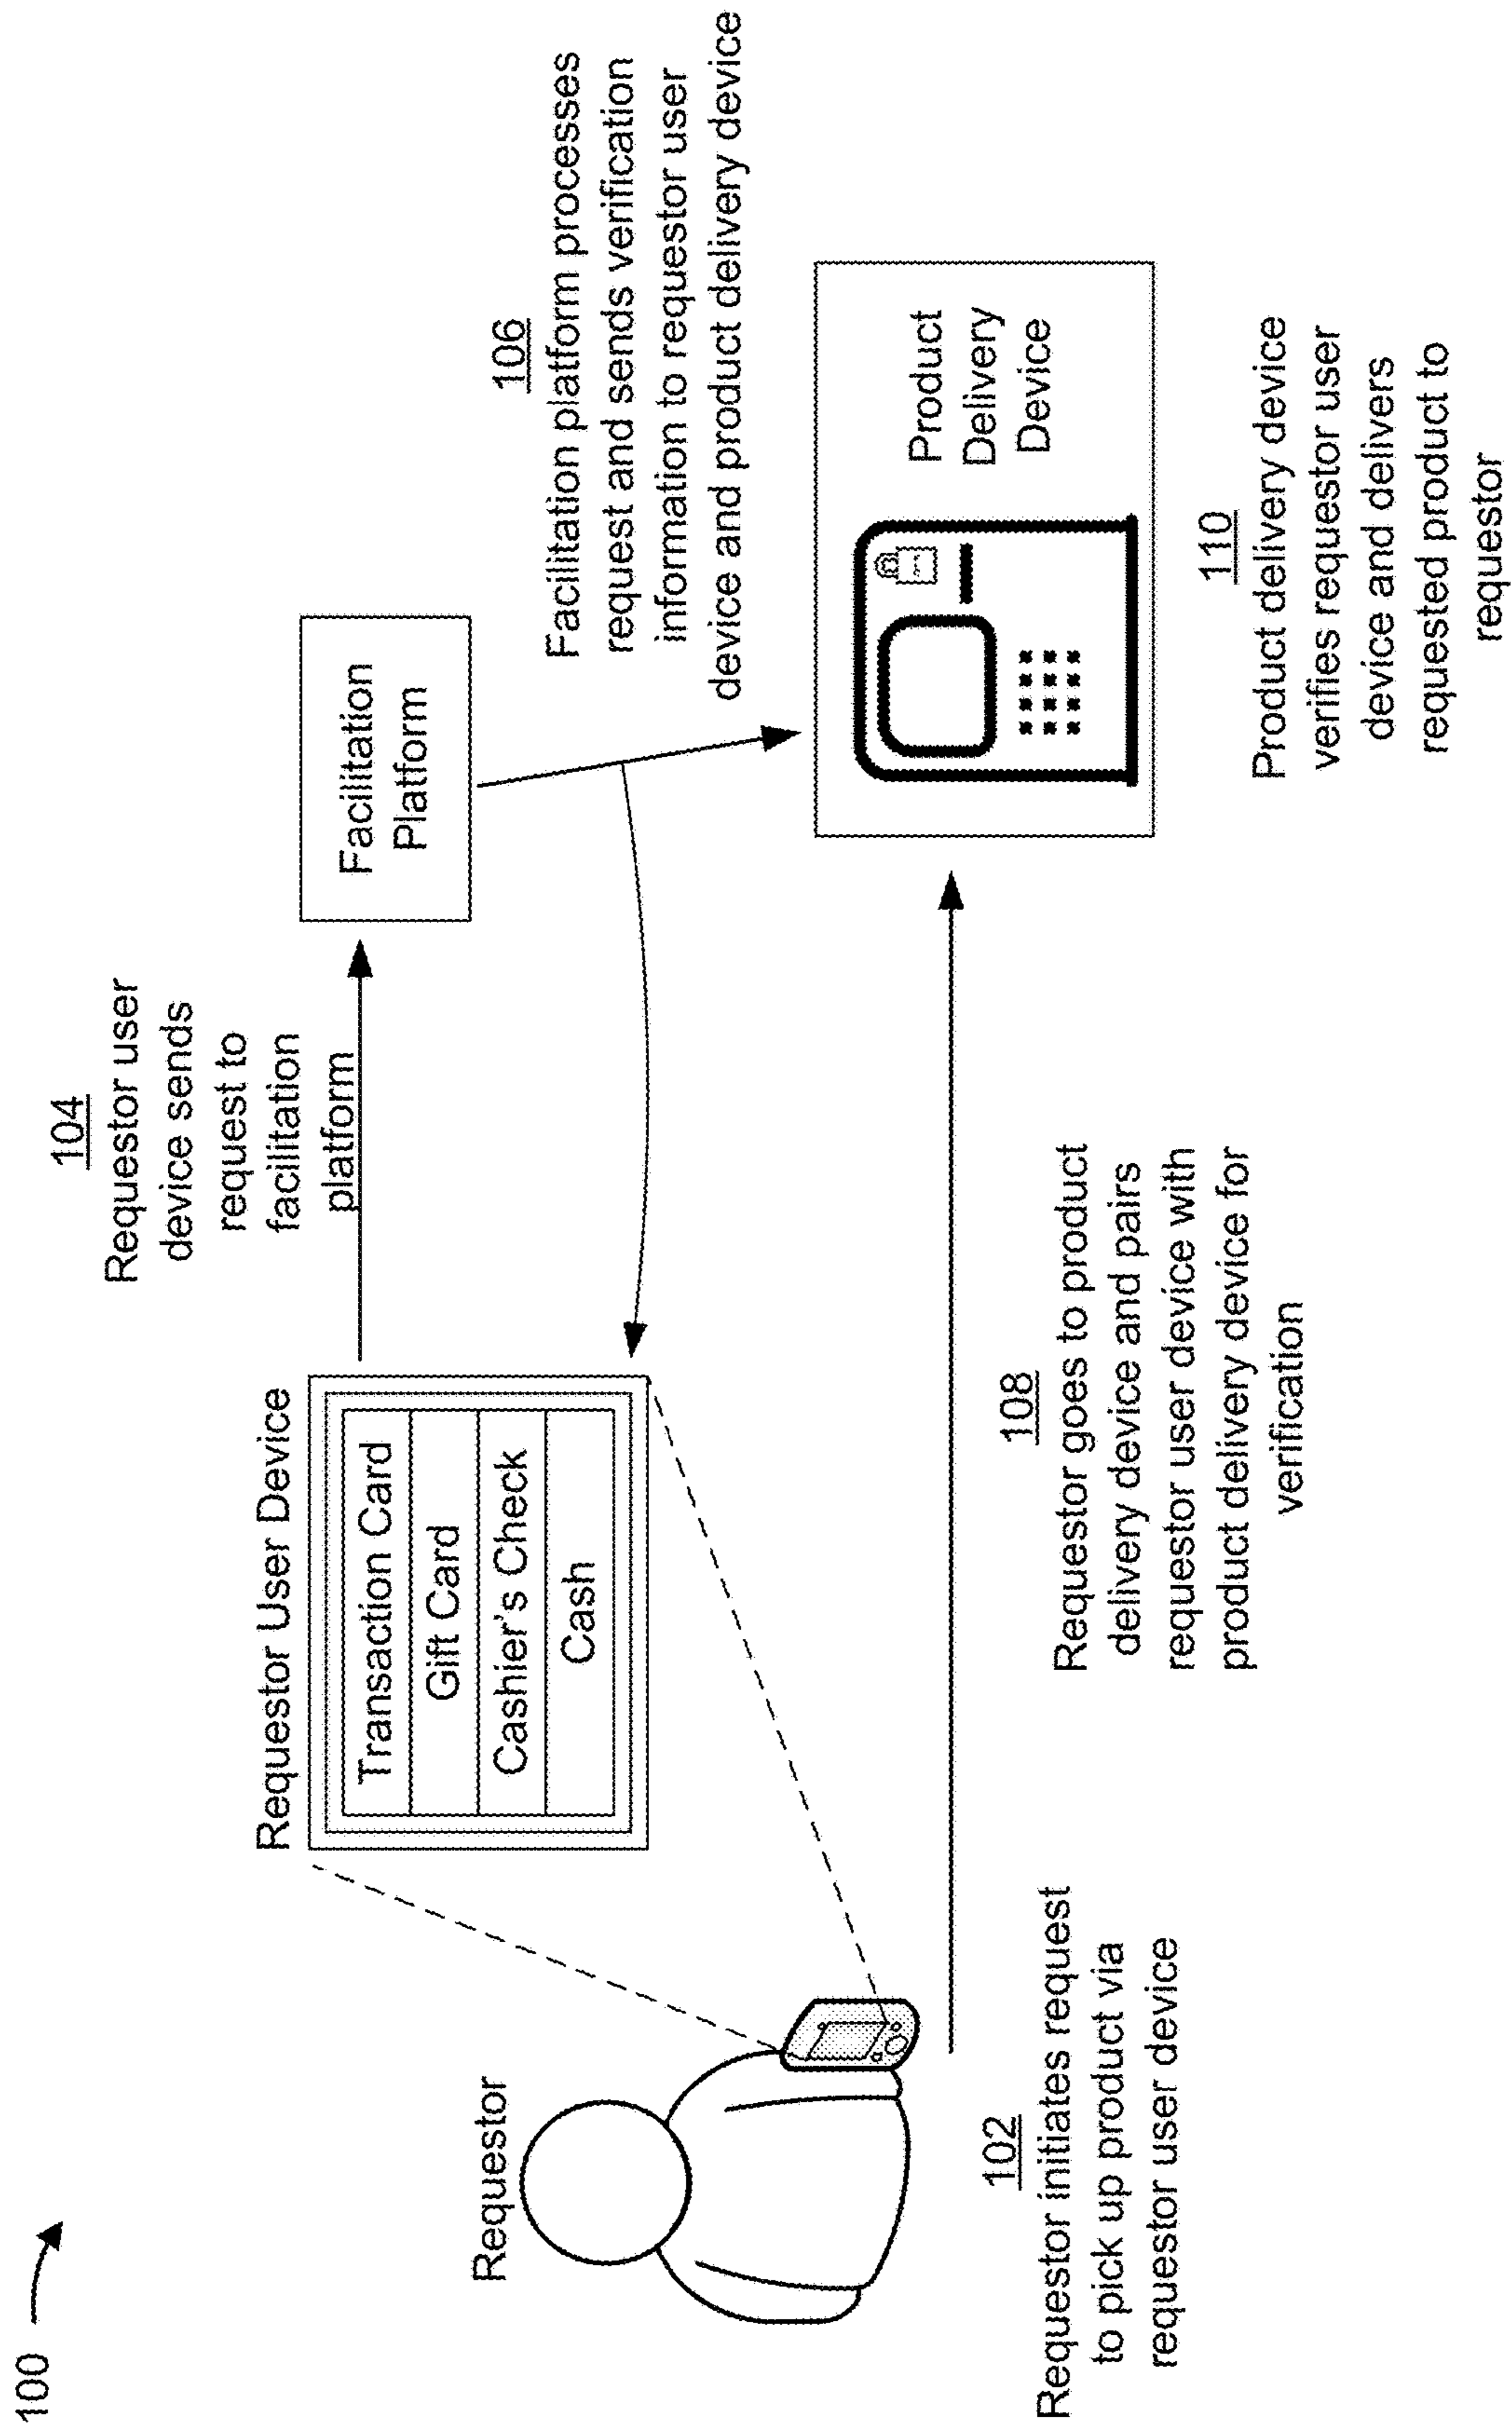 100
Requestor
102
Requestor initiates request
to pick up product via
requestor user device
Requestor User Device
Transaction Card
Gift Card
Cashier's Check
Cash
104
Requestor user
device sends
request to
facilitation
platform
Facilitation
Platform
106
Facilitation platform processes
request and sends verification
information to requestor user
device and product delivery device
108
Requestor goes to product
delivery device and pairs
requestor user device with
product delivery device for
verification
Product
Delivery
Device
110
Product delivery device
verifies requestor user
device and delivers
requested product to
requestor